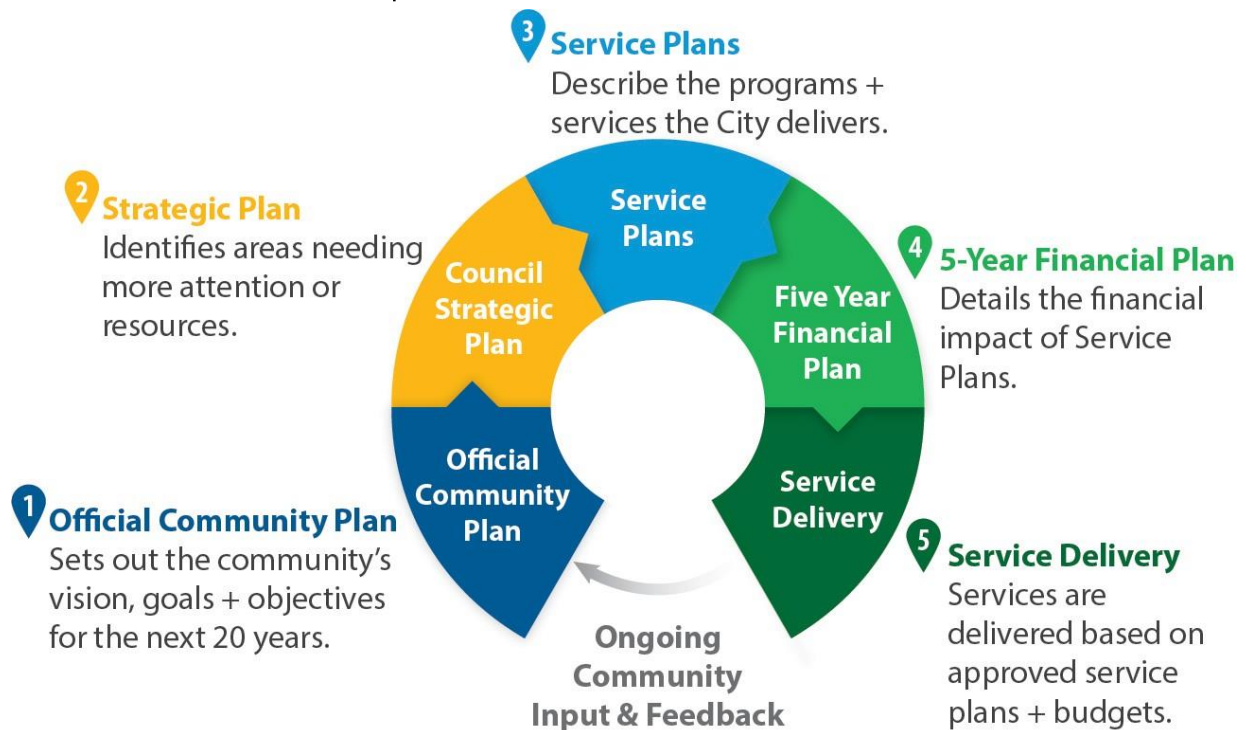 3
Service Plans
Describe the programs +
services the City delivers.
2
Strategic Plan
Identifies areas needing
more attention or
resources.
Service
Plans
4
5-Year Financial Plan
Details the financial
impact of Service
Plans.
Council
Strategic
Plan
Five Year
Financial
Plan
1
Official Community Plan
Sets out the community’s
vision, goals + objectives
for the next 20 years.
Official
Community
Plan
Service
Delivery
5
Service Delivery
Services are
delivered based on
approved service
plans + budgets.
Ongoing
Community
Input & Feedback